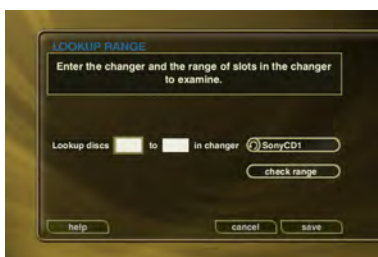 LOOKUP RANGE
Enter the changer and the range of slots in the changer
to examine.
Lookup discs to in changer SonyCD1
check range
help cancel save